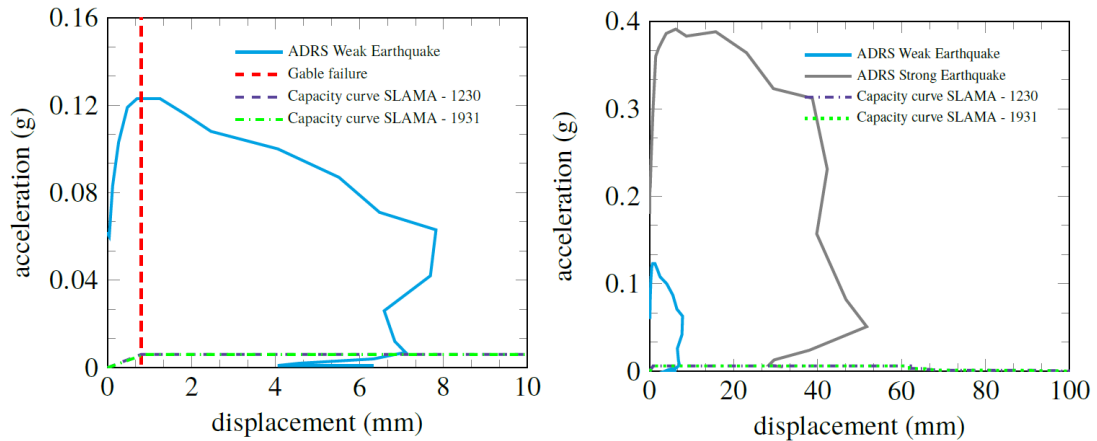 0.16
0.12
0.08
0.04
0
acceleration (g)
ADRS Weak Earthquake
Gable failure
Capacity curve SLAMA - 1230
Capacity curve SLAMA - 1931
0 2 4 6 8 10
displacement (mm)
0.4
0.3
0.2
0.1
0
acceleration (g)
ADRS Weak Earthquake
ADRS Strong Earthquake
Capacity curve SLAMA - 1230
Capacity curve SLAMA - 1931
0 20 40 60 80 100
displacement (mm)